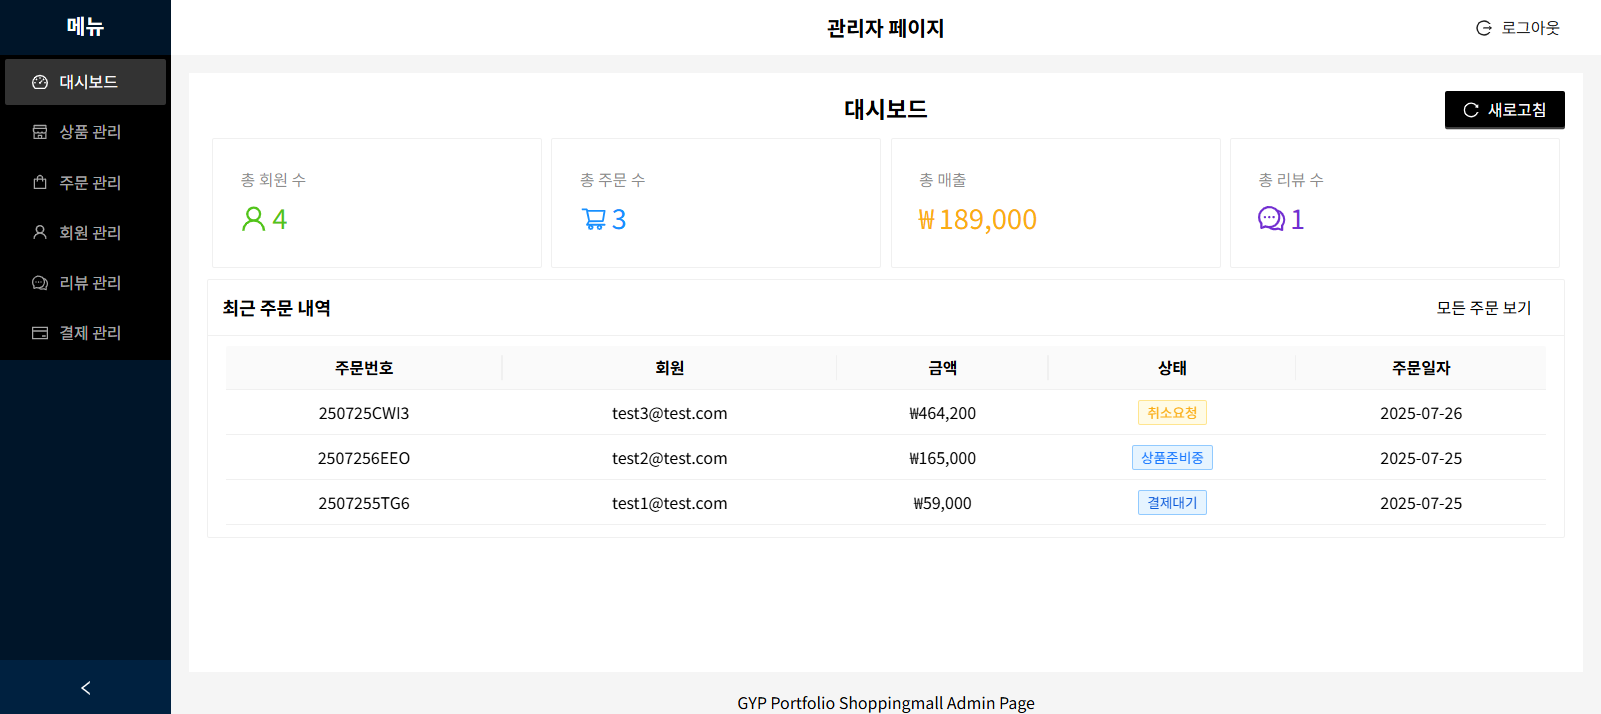 메뉴
관리자 페이지
로그아웃
대시보드
상품 관리
주문 관리
회원 관리
리뷰 관리
결제 관리
대시보드
새로고침
총 회원 수
4
총 주문 수
3
총 매출
₩ 189,000
총 리뷰 수
1
최근 주문 내역
모든 주문 보기
주문번호 회원 금액 상태 주문일자
250725CWI3 test3@test.com ₩464,200 취소요청 2025-07-26
2507256EEO test2@test.com ₩165,000 상품준비중 2025-07-25
2507255TG6 test1@test.com ₩59,000 결제대기 2025-07-25
GYP Portfolio Shoppingmall Admin Page